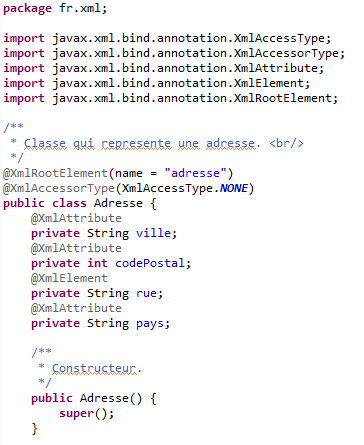 package fr.xml;

import javax.xml.bind.annotation.XmlAccessType;
import javax.xml.bind.annotation.XmlAccessorType;
import javax.xml.bind.annotation.XmlAttribute;
import javax.xml.bind.annotation.XmlElement;
import javax.xml.bind.annotation.XmlRootElement;

/**
 * Classe qui represente une adresse. <br/>
 */
@XmlRootElement(name = "adresse")
@XmlAccessorType(XmlAccessType.NONE)
public class Adresse {
    @XmlAttribute
    private String ville;
    @XmlAttribute
    private int codePostal;
    @XmlElement
    private String rue;
    @XmlAttribute
    private String pays;

    /**
     * Constructeur.
     */
    public Adresse() {
        super();
    }